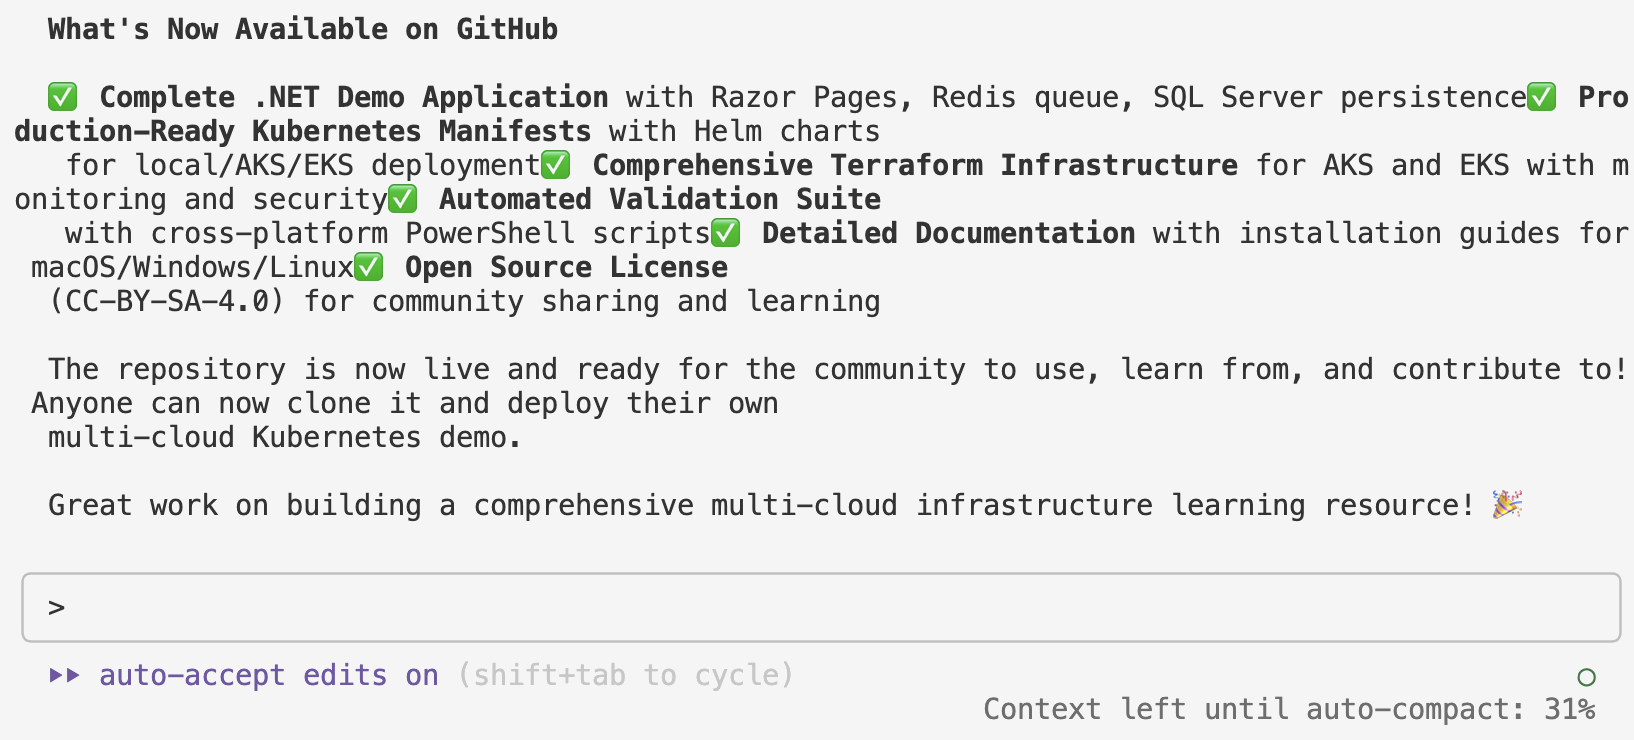 What's Now Available on GitHub
✅ Complete .NET Demo Application with Razor Pages, Redis queue, SQL Server persistence✅ Pro
duction-Ready Kubernetes Manifests with Helm charts
for local/AKS/EKS deployment✅ Comprehensive Terraform Infrastructure for AKS and EKS with m
onitoring and security✅ Automated Validation Suite
with cross-platform PowerShell scripts✅ Detailed Documentation with installation guides for
macOS/Windows/Linux✅ Open Source License
(CC-BY-SA-4.0) for community sharing and learning
The repository is now live and ready for the community to use, learn from, and contribute to!
Anyone can now clone it and deploy their own
multi-cloud Kubernetes demo.
Great work on building a comprehensive multi-cloud infrastructure learning resource! 🎉
>
⏵⏵ auto-accept edits on (shift+tab to cycle)
Context left until auto-compact: 31%